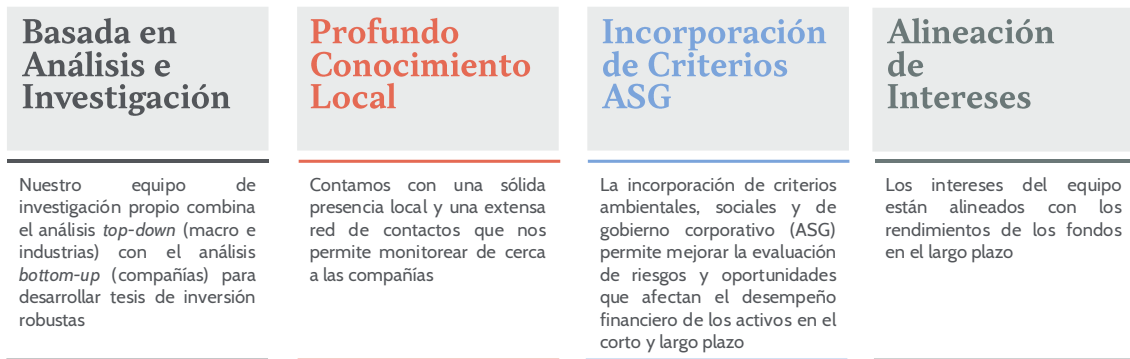 Basada en
Análisis e
Investigación
Nuestro equipo de
investigación propio combina
el análisis top-down (macro e
industrias) con el análisis
bottom-up (compañías) para
desarrollar tesis de inversión
robustas
Profundo
Conocimiento
Local
Contamos con una sólida
presencia local y una extensa
red de contactos que nos
permite monitorear de cerca
a las compañías
Incorporación
de Criterios
ASG
La incorporación de criterios
ambientales, sociales y de
gobierno corporativo (ASG)
permite mejorar la evaluación
de riesgos y oportunidades
que afectan el desempeño
financiero de los activos en el
corto y largo plazo
Alineación
de
Intereses
Los intereses del equipo
están alineados con los
rendimientos de los fondos
en el largo plazo